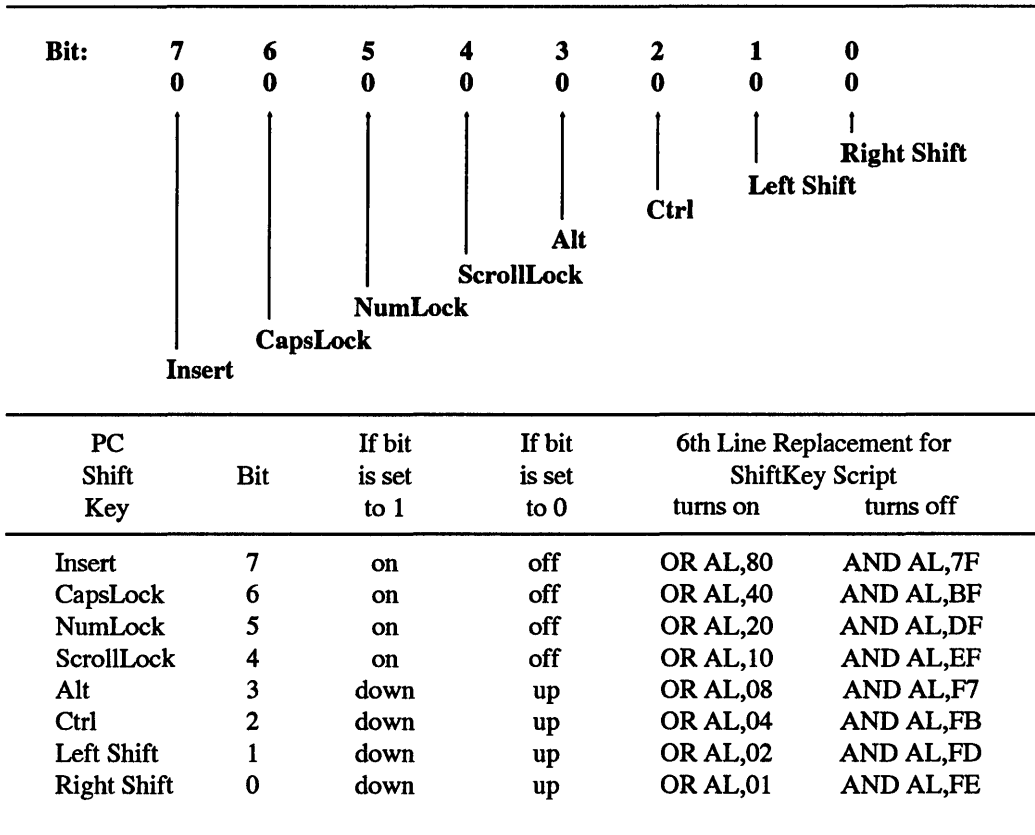 Bit: 7 6 5 4 3 2 1 0
0 0 0 0 0 0 0 0
Right Shift
Left Shift
Ctrl
Alt
ScrollLock
NumLock
CapsLock
Insert
PC If bit If bit 6th Line Replacement for
Shift Bit is set is set ShiftKey Script
Key to 1 to 0 turns on turns off
Insert 7 on off OR AL,80 AND AL,7F
CapsLock 6 on off OR AL,40 AND AL,BF
NumLock 5 on off OR AL,20 AND AL,DF
ScrollLock 4 on off OR AL,10 AND AL,EF
Alt 3 down up OR AL,08 AND AL,F7
Ctrl 2 down up OR AL,04 AND AL,FB
Left Shift 1 down up OR AL,02 AND AL,FD
Right Shift 0 down up OR AL,01 AND AL,FE